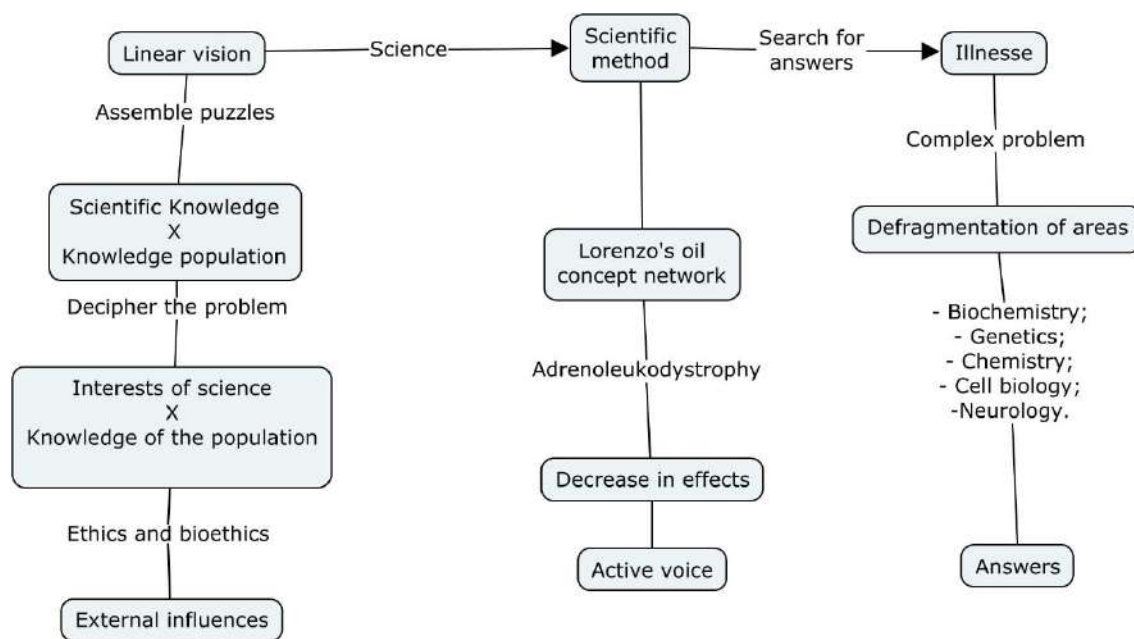 Linear vision
Science
Scientific
method
Search for
answers
Illnesse
Assemble puzzles
Scientific Knowledge
X
Knowledge population
Decipher the problem
Interests of science
X
Knowledge of the population
Ethics and bioethics
External influences
Lorenzo's oil
concept network
Adrenoleukodystrophy
Decrease in effects
Active voice
Complex problem
Defragmentation of areas
- Biochemistry;
- Genetics;
- Chemistry;
- Cell biology;
-Neurology.
Answers